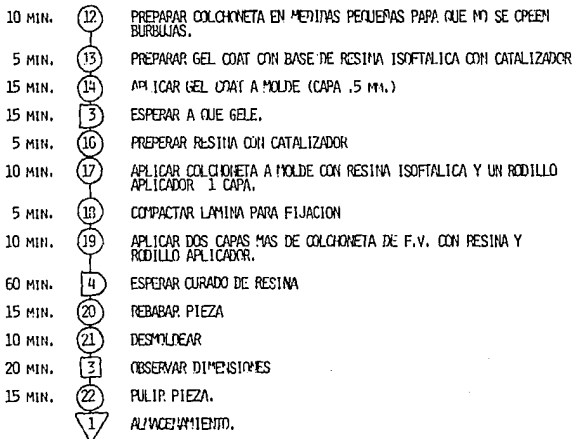 10 MIN. 12 PREPARAR COLCHONETA EN MEDIDAS PEQUEÑAS PARA QUE NO SE CREEN
BURBUJAS.
5 MIN. 13 PREPARAR GEL COAT CON BASE DE RESINA ISOFTALICA CON CATALIZADOR
15 MIN. 14 APLICAR GEL COAT A MOLDE (CAPA .5 MM.)
15 MIN. 3 ESPERAR A QUE GELE.
5 MIN. 16 PREPERAR RESINA CON CATALIZADOR
10 MIN. 17 APLICAR COLCHONETA A MOLDE CON RESINA ISOFTALICA Y UN RODILLO
APLICADOR 1 CAPA.
5 MIN. 18 COMPACTAR LAMINA PARA FIJACION
10 MIN. 19 APLICAR DOS CAPAS MAS DE COLCHONETA DE F.V. CON RESINA Y
RODILLO APLICADOR.
60 MIN. 4 ESPERAR CURADO DE RESINA
15 MIN. 20 REBABAR PIEZA
10 MIN. 21 DESMOLDEAR
20 MIN. 3 OBSERVAR DIMENSIONES
15 MIN. 22 PULIR PIEZA.
1 ALMACENAMIENTO.